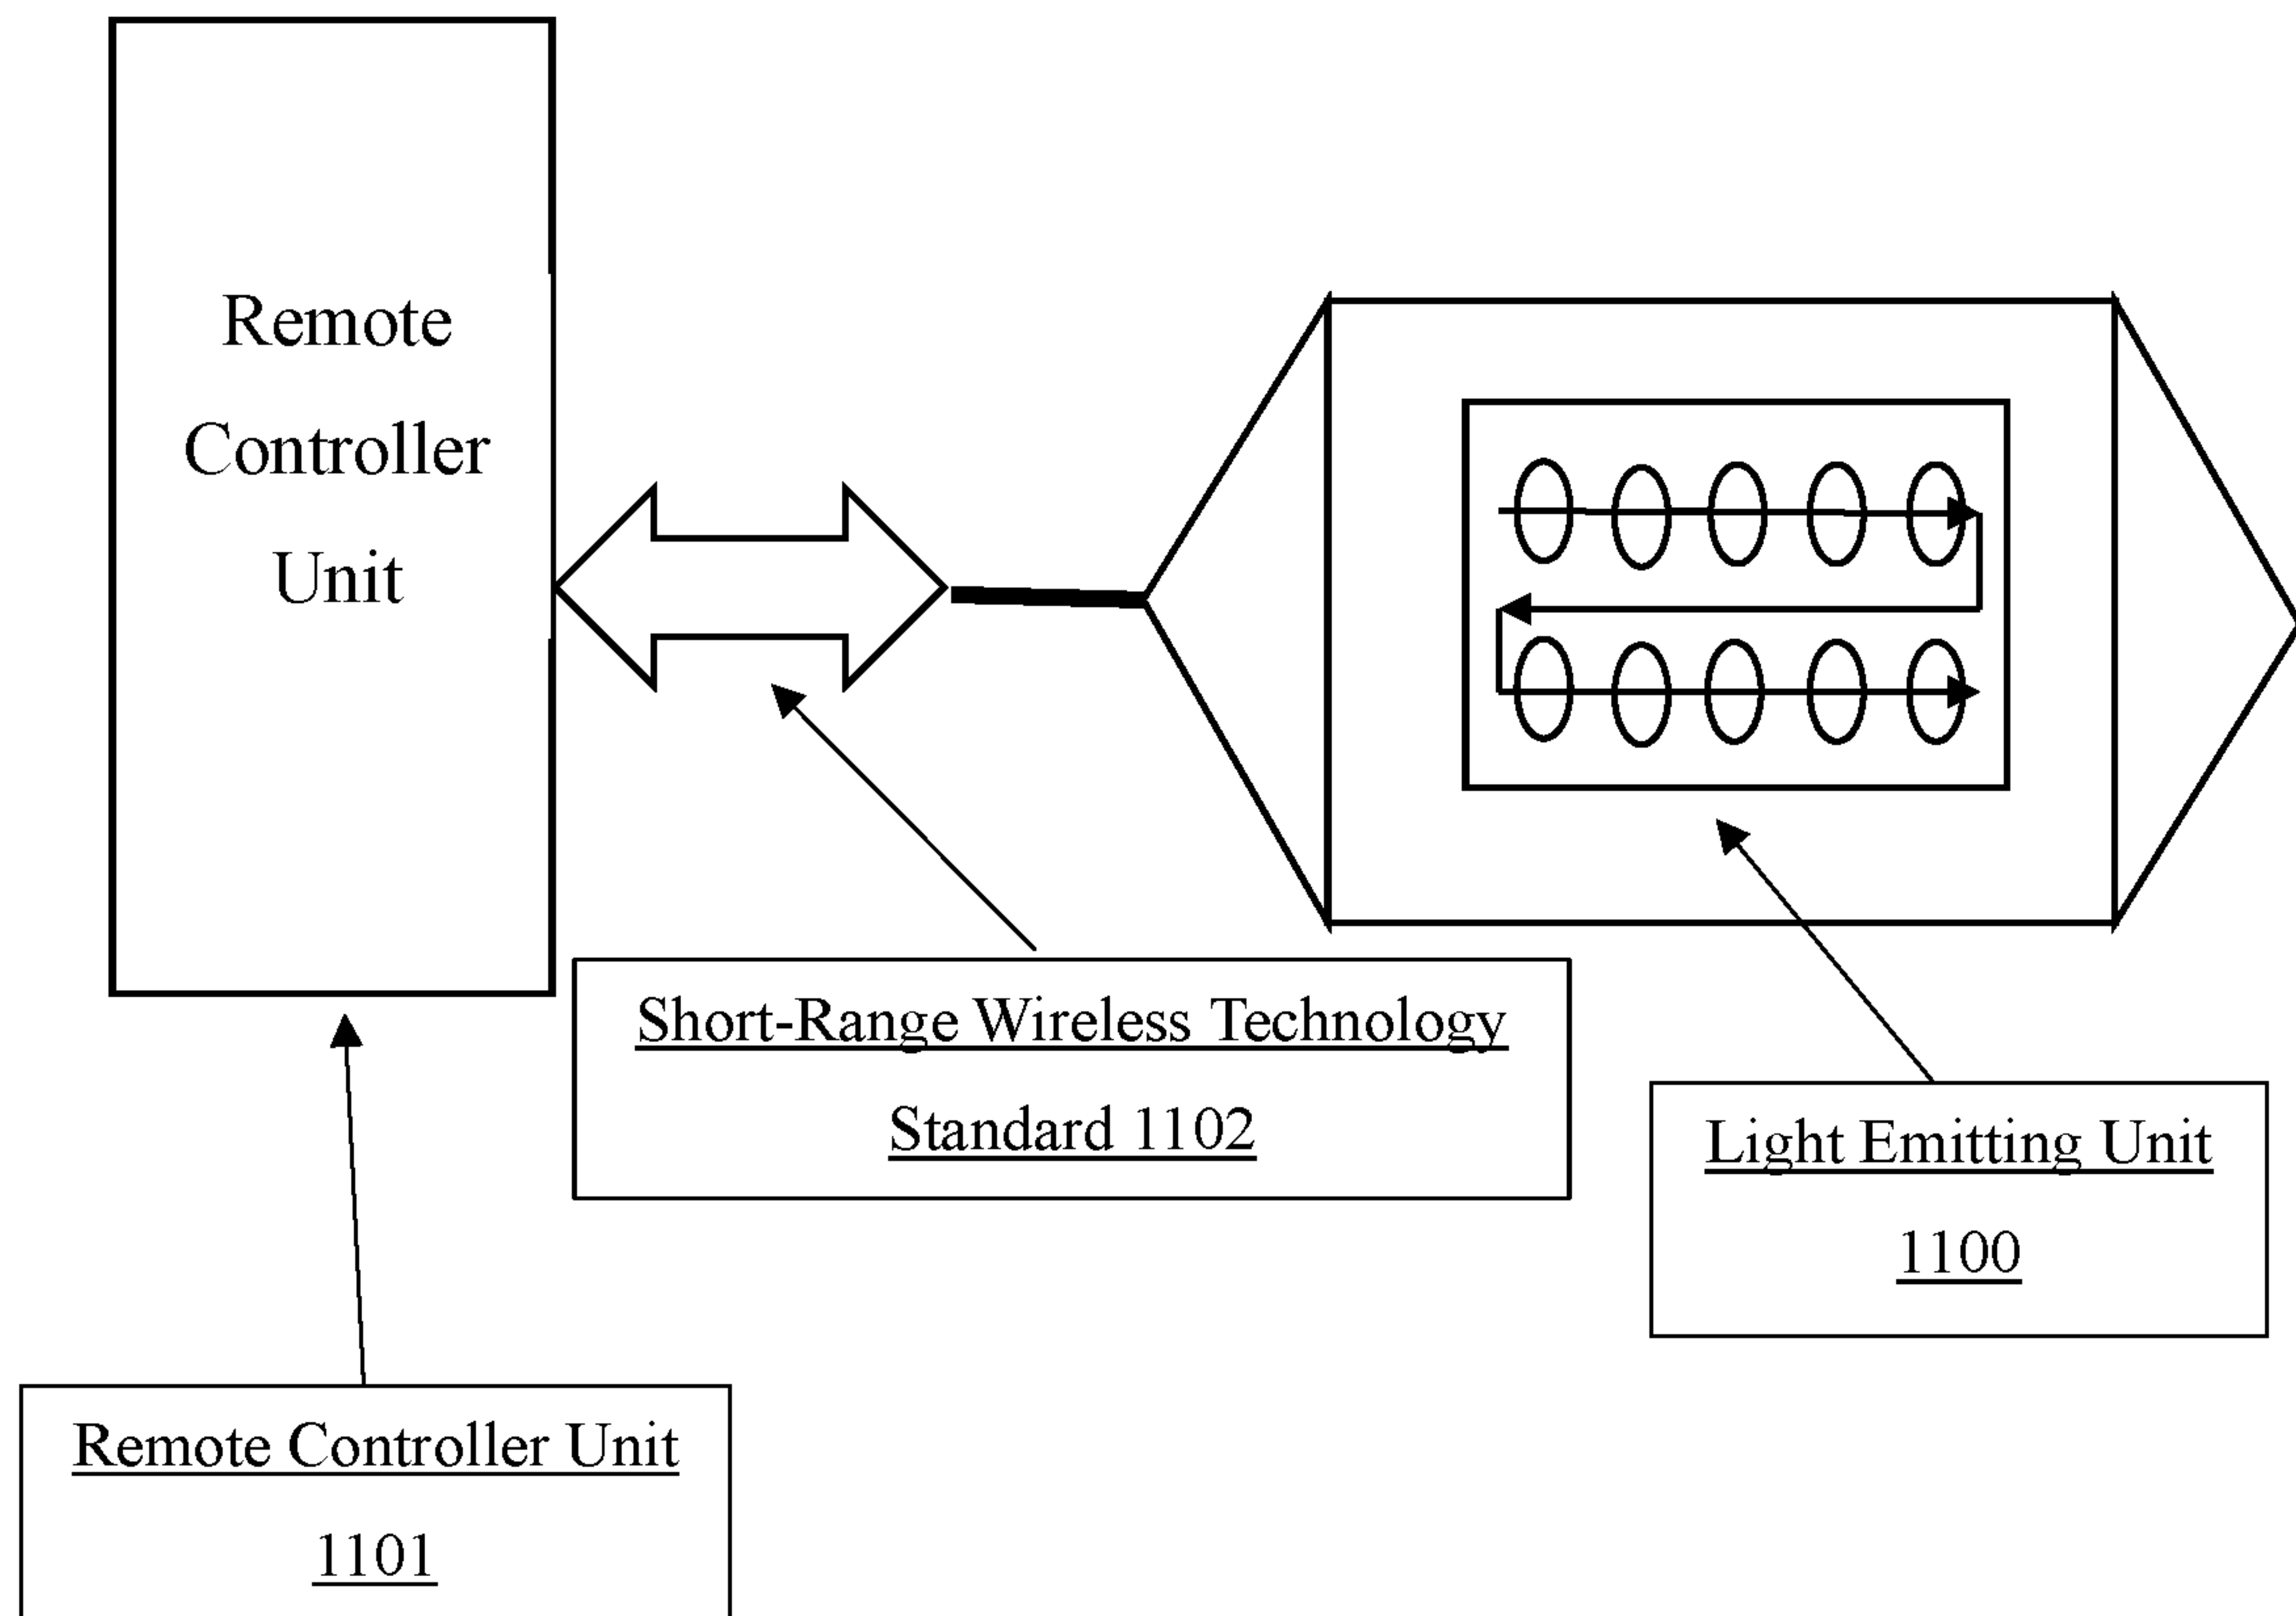 Remote
Controller
Unit
Short-Range Wireless Technology
Standard 1102
Light Emitting Unit
1100
Remote Controller Unit
1101